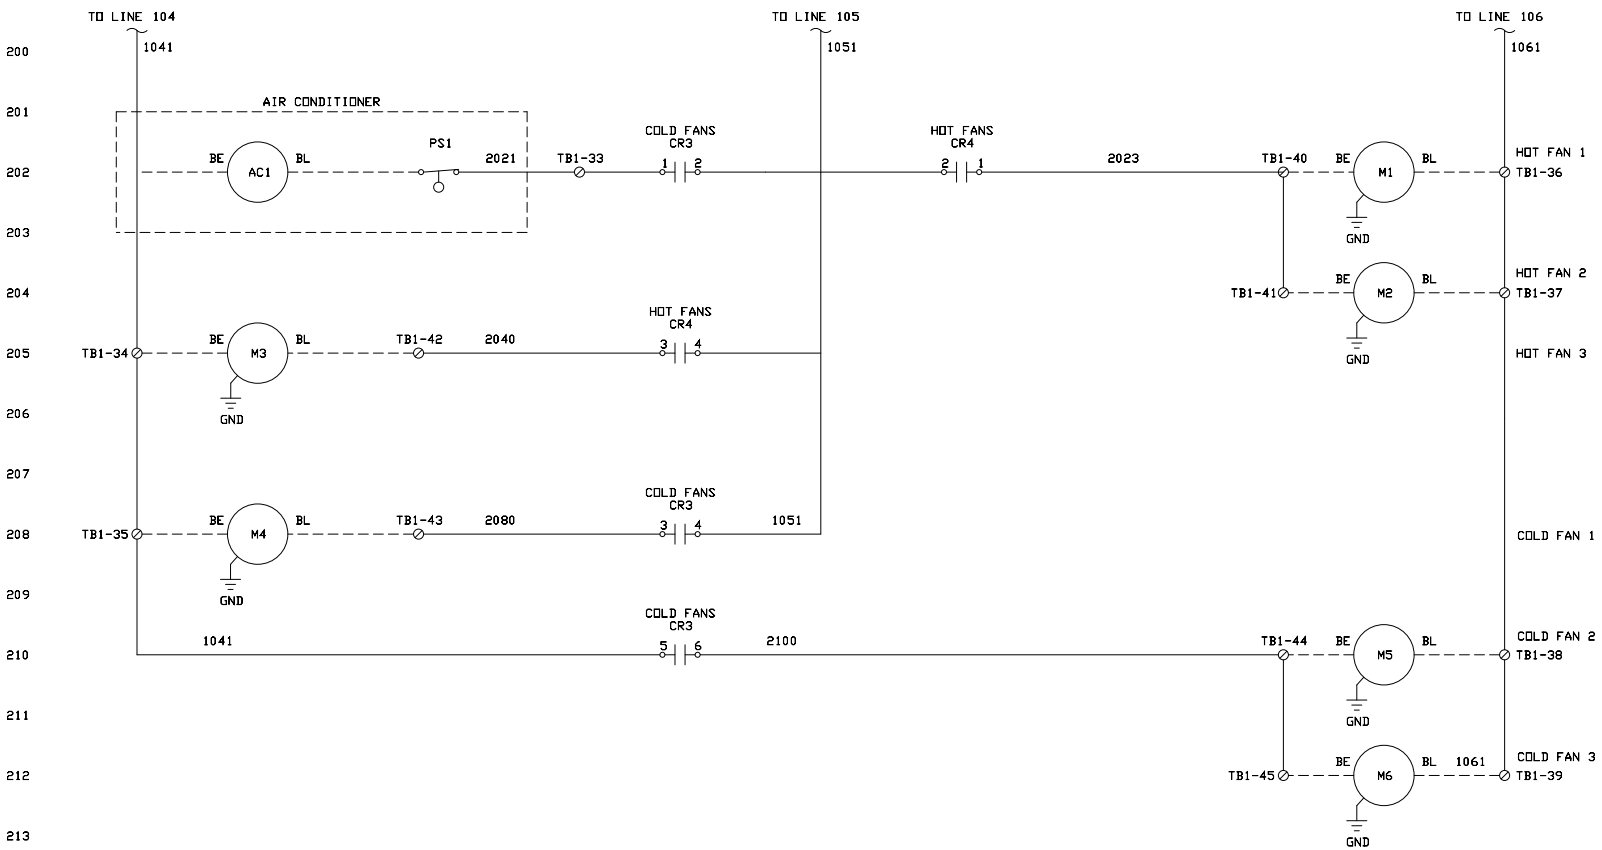 TO LINE 104
TO LINE 105
TO LINE 106
200
1041
1051
1061
201
AIR CONDITIONER
202
BE
AC1
BL
PS1
2021
TB1-33
COLD FANS
CR3
1
2
HOT FANS
CR4
2
1
2023
TB1-40
BE
M1
BL
HOT FAN 1
TB1-36
GND
203
204
TB1-41
BE
M2
BL
HOT FAN 2
TB1-37
GND
205
TB1-34
BE
M3
BL
TB1-42
2040
HOT FANS
CR4
3
4
HOT FAN 3
GND
206
207
208
TB1-35
BE
M4
BL
TB1-43
2080
COLD FANS
CR3
3
4
1051
COLD FAN 1
GND
209
210
1041
COLD FANS
CR3
5
6
2100
TB1-44
BE
M5
BL
COLD FAN 2
TB1-38
GND
211
212
TB1-45
BE
M6
BL
1061
COLD FAN 3
TB1-39
GND
213